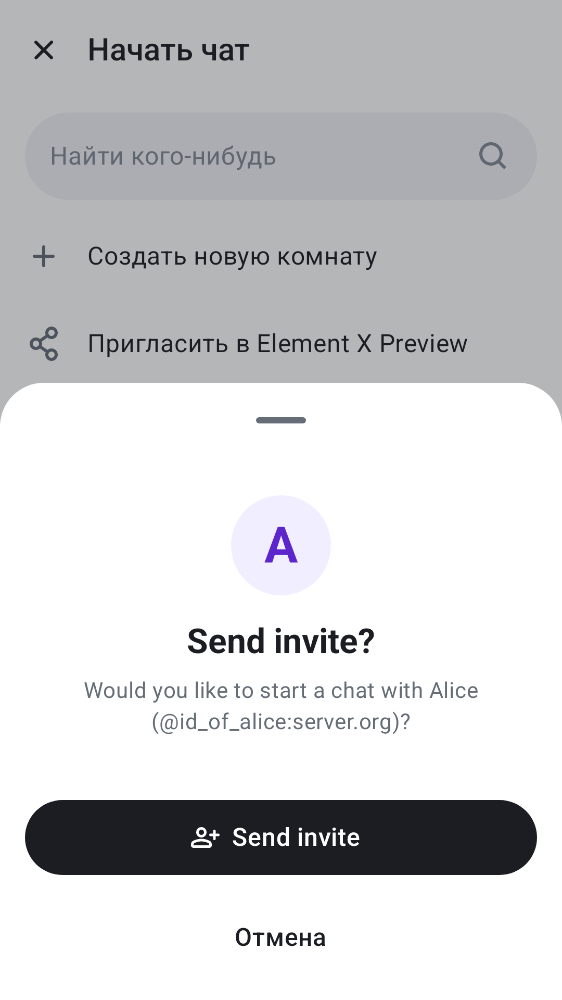 Начать чат
Найти кого-нибудь
Создать новую комнату
Пригласить в Element X Preview
A
Send invite?
Would you like to start a chat with Alice
(@id_of_alice:server.org)?
Send invite
Отмена